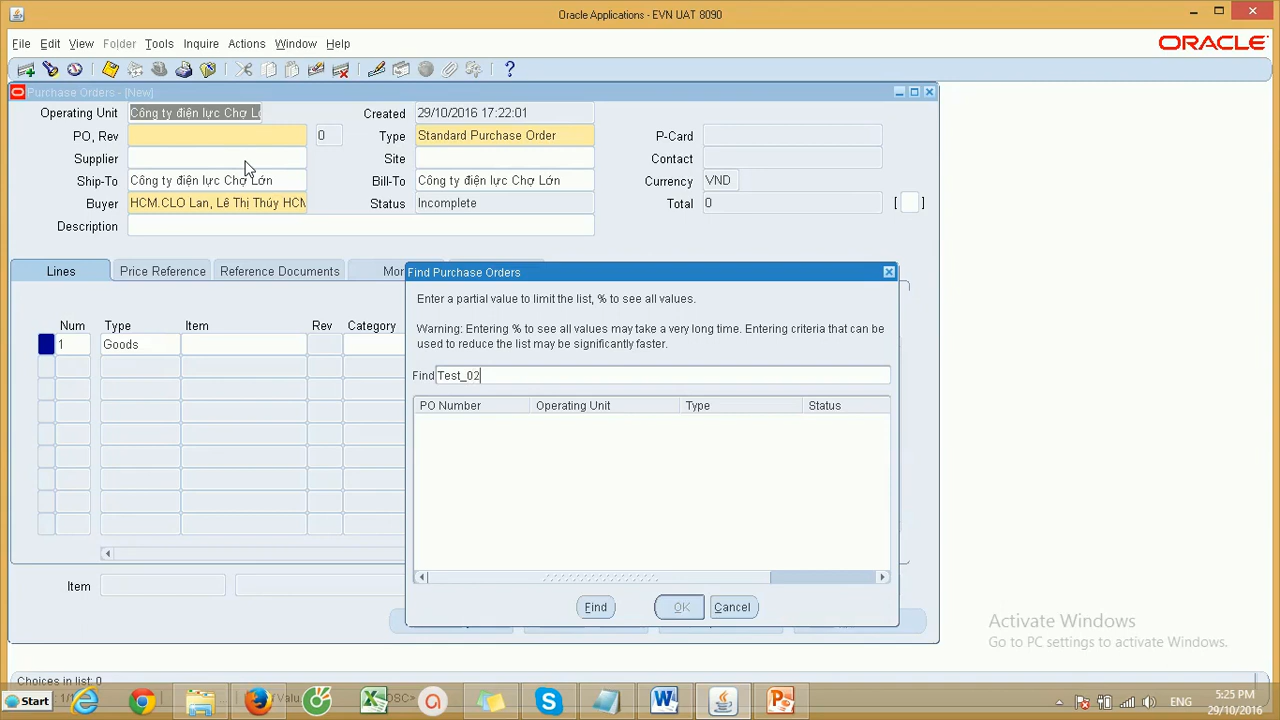 Oracle Applications - EVN UAT 8090
File Edit View Folder Tools Inquire Actions Window Help
ORACLE
Purchase Orders - [New]
Operating Unit Công ty điện lực Chợ Lớ Created 29/10/2016 17:22:01
PO, Rev 0 Type Standard Purchase Order P-Card
Supplier Site Contact
Ship-To Công ty điện lực Chợ Lớn Bill-To Công ty điện lực Chợ Lớn Currency VND
Buyer HCM.CLO Lan, Lê Thị Thúy HCM Status Incomplete Total 0 [ ]
Description
Lines Price Reference Reference Documents Mor
Find Purchase Orders
Enter a partial value to limit the list, % to see all values.
Warning: Entering % to see all values may take a very long time. Entering criteria that can be
used to reduce the list may be significantly faster.
Num Type Item Rev Category
1 Goods
Find Test_02
PO Number Operating Unit Type Status
Item
Find OK Cancel
Activate Windows
Go to PC settings to activate Windows.
Choices in list: 0
Start
ENG
5:25 PM
29/10/2016